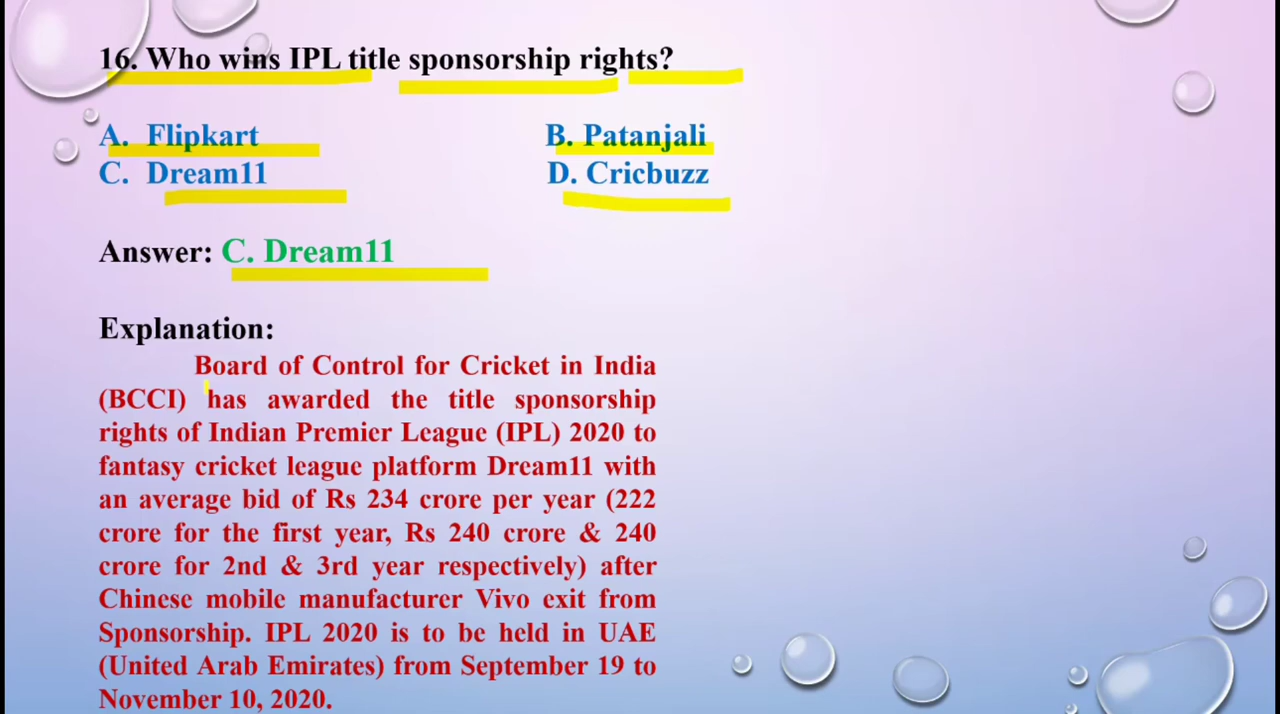 16. Who wins IPL title sponsorship rights?
A. Flipkart B. Patanjali
C. Dream11 D. Cricbuzz
Answer: C. Dream11
Explanation:
Board of Control for Cricket in India
(BCCI) has awarded the title sponsorship
rights of Indian Premier League (IPL) 2020 to
fantasy cricket league platform Dream11 with
an average bid of Rs 234 crore per year (222
crore for the first year, Rs 240 crore & 240
crore for 2nd & 3rd year respectively) after
Chinese mobile manufacturer Vivo exit from
Sponsorship. IPL 2020 is to be held in UAE
(United Arab Emirates) from September 19 to
November 10, 2020.